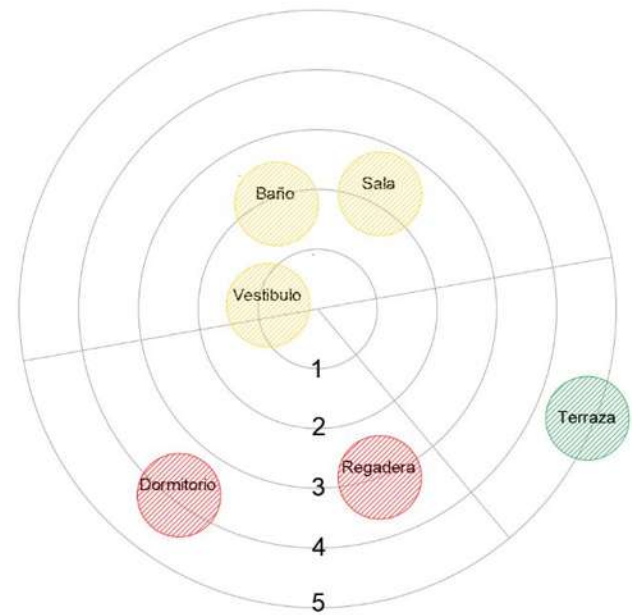 Baño
Sala
Vestibulo
1
2
Terraza
Regadera
Dormitorio
3
4
5